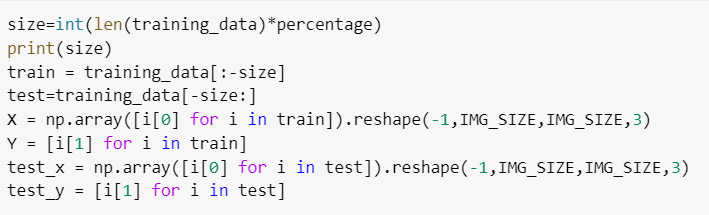 size=int(len(training_data)*percentage)
print(size)
train = training_data[:-size]
test=training_data[-size:]
X = np.array([i[0] for i in train]).reshape(-1,IMG_SIZE,IMG_SIZE,3)
Y = [i[1] for i in train]
test_x = np.array([i[0] for i in test]).reshape(-1,IMG_SIZE,IMG_SIZE,3)
test_y = [i[1] for i in test]